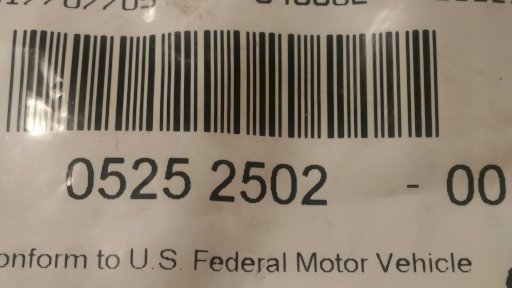 0525 2502 - 00
onform to U.S. Federal Motor Vehicle